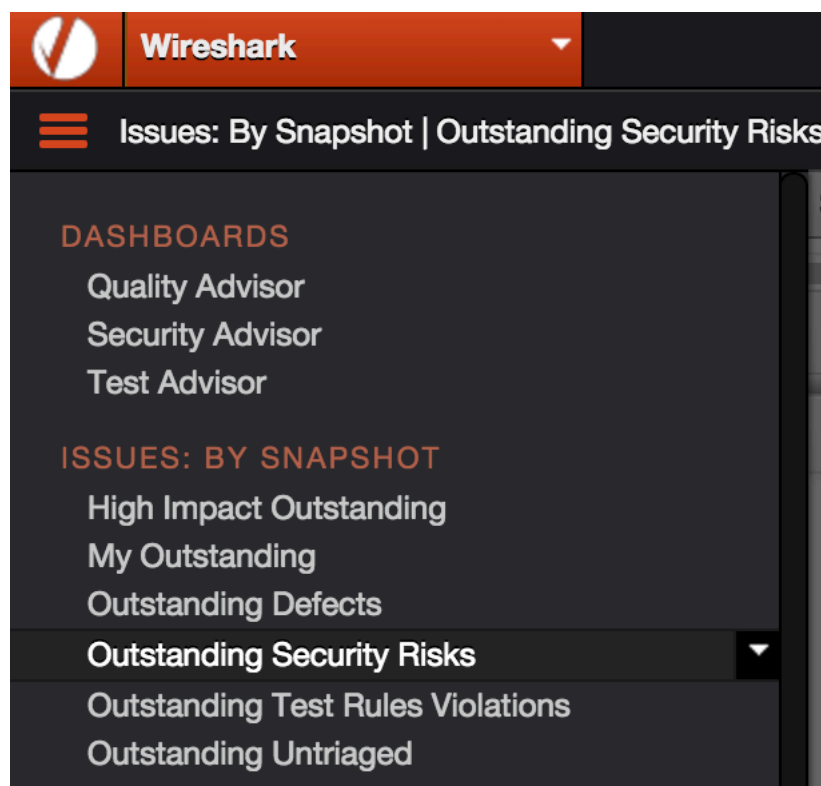 Wireshark
Issues: By Snapshot | Outstanding Security Risks
DASHBOARDS
Quality Advisor
Security Advisor
Test Advisor
ISSUES: BY SNAPSHOT
High Impact Outstanding
My Outstanding
Outstanding Defects
Outstanding Security Risks
Outstanding Test Rules Violations
Outstanding Untriaged